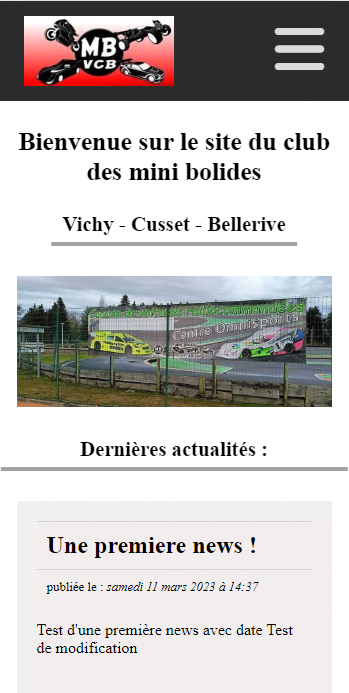 MB
VCB
Bienvenue sur le site du club
des mini bolides
Vichy - Cusset - Bellerive
Centre Omnisports
Dernières actualités :
Une premiere news !
publiée le : samedi 11 mars 2023 à 14:37
Test d'une première news avec date Test
de modification